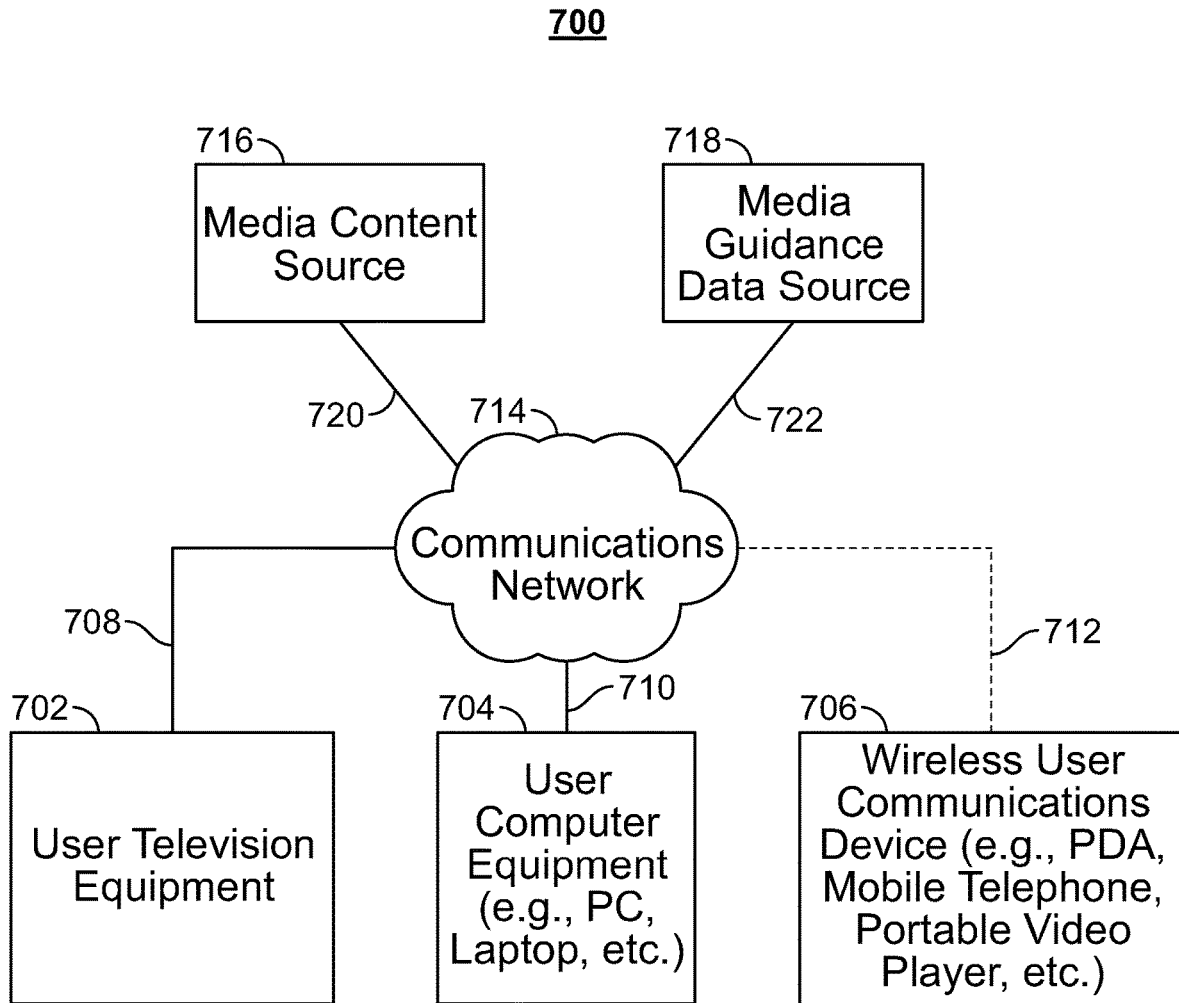 700
716
Media Content
Source
718
Media
Guidance
Data Source
720
714
722
Communications
Network
708
710
712
702
User Television
Equipment
704
User
Computer
Equipment
(e.g., PC,
Laptop, etc.)
706
Wireless User
Communications
Device (e.g., PDA,
Mobile Telephone,
Portable Video
Player, etc.)